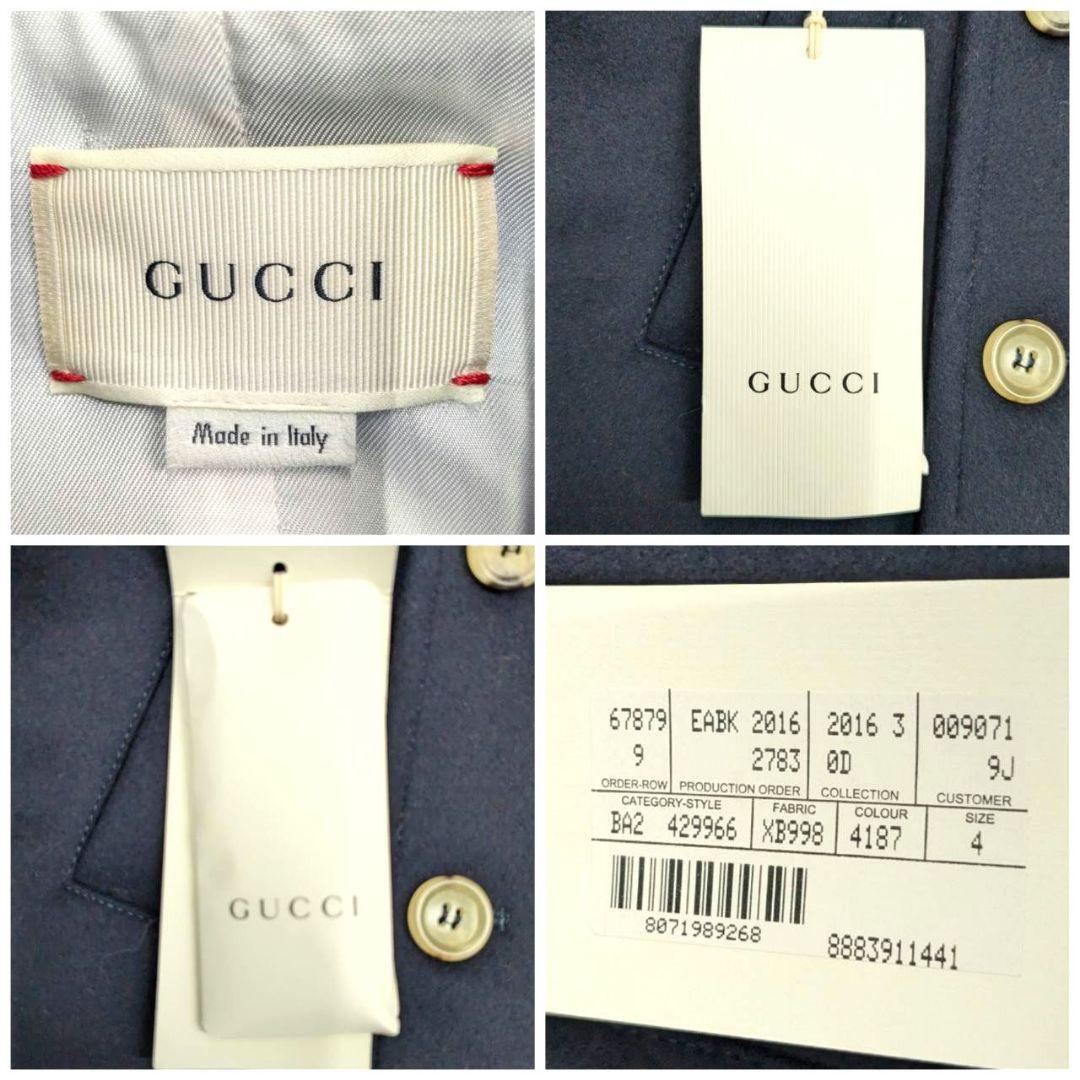 GUCCI
Made in Italy
GUCCI
GUCCI
67879 EABK 2016 2016 3 009071
9 2783 0D 9J
ORDER-ROW PRODUCTION ORDER COLLECTION CUSTOMER
CATEGORY-STYLE FABRIC COLOUR SIZE
BA2 429966 XB998 4187 4
8071989268
8883911441